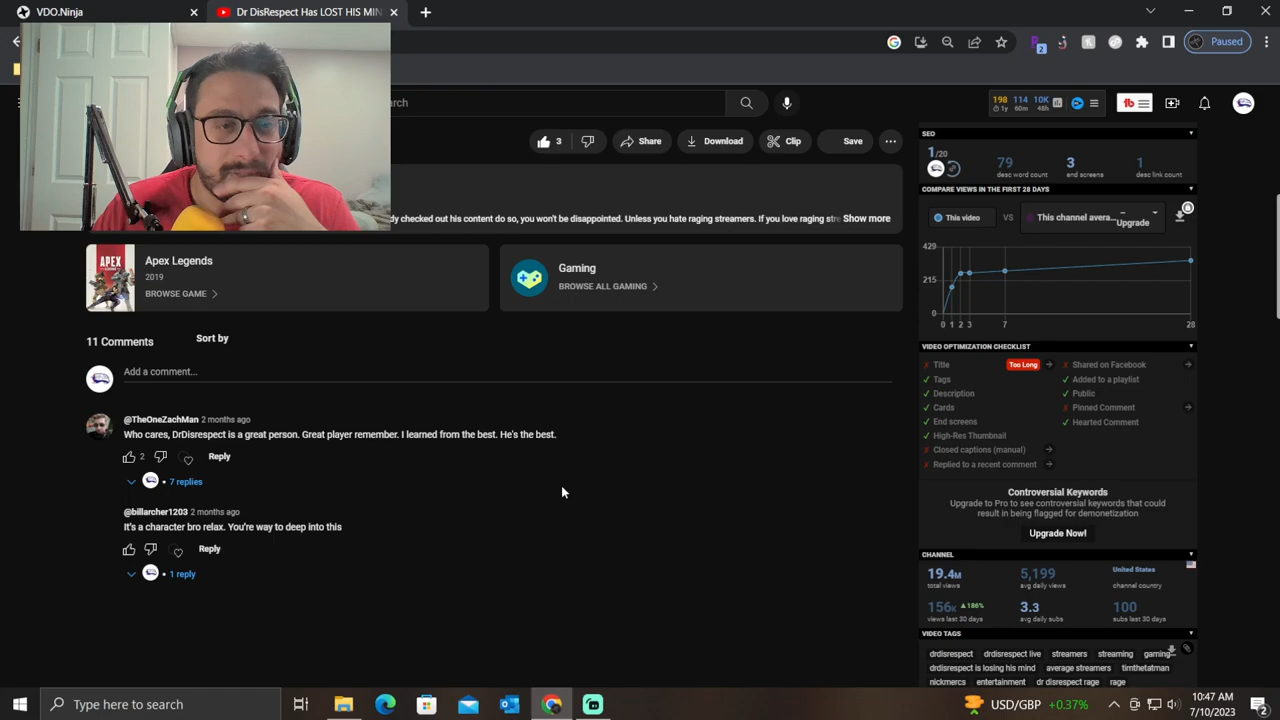 VDO.Ninja
Dr DisRespect Has LOST HIS MIN
Paused
2
arch
198 114 10K
1y 60m 48h
3
Share
Download
Clip
Save
dy checked out his content do so, you won't be disappointed. Unless you hate raging streamers. If you love raging stre Show more
Apex Legends
2019
BROWSE GAME
APEX
LEGENDS
Gaming
BROWSE ALL GAMING
11 Comments
Sort by
Add a comment...
@TheOneZachMan 2 months ago
Who cares, DrDisrespect is a great person. Great player remember. I learned from the best. He's the best.
2
Reply
• 7 replies
@billarcher1203 2 months ago
It's a character bro relax. You're way to deep into this
Reply
• 1 reply
SEO
1/20
79
desc word count
3
end screens
1
desc link count
COMPARE VIEWS IN THE FIRST 28 DAYS
This video
VS
This channel avera...
–
Upgrade
429
215
0
0 1 2 3 7 28
VIDEO OPTIMIZATION CHECKLIST
Title
Too Long
Tags
Description
Cards
End screens
High-Res Thumbnail
Closed captions (manual)
Replied to a recent comment
Shared on Facebook
Added to a playlist
Public
Pinned Comment
Hearted Comment
Controversial Keywords
Upgrade to Pro to see controversial keywords that could
result in being flagged for demonetization
Upgrade Now!
CHANNEL
19.4M
total views
5,199
avg daily views
United States
channel country
156K ▲186%
views last 30 days
3.3
avg daily subs
100
subs last 30 days
VIDEO TAGS
drdisrespect drdisrespect live streamers streaming gaming
drdisrespect is losing his mind average streamers timthetatman
nickmercs entertainment dr disrespect rage rage
Type here to search
USD/GBP +0.37%
10:47 AM
7/10/2023
2